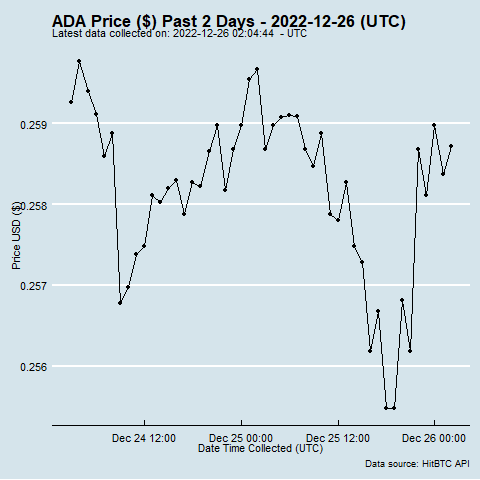 ADA Price ($) Past 2 Days - 2022-12-26 (UTC)
Latest data collected on: 2022-12-26 02:04:44 - UTC
0.259
0.258
Price USD ($)
0.257
0.256
Dec 24 12:00 Dec 25 00:00 Dec 25 12:00 Dec 26 00:00
Date Time Collected (UTC)
Data source: HitBTC API